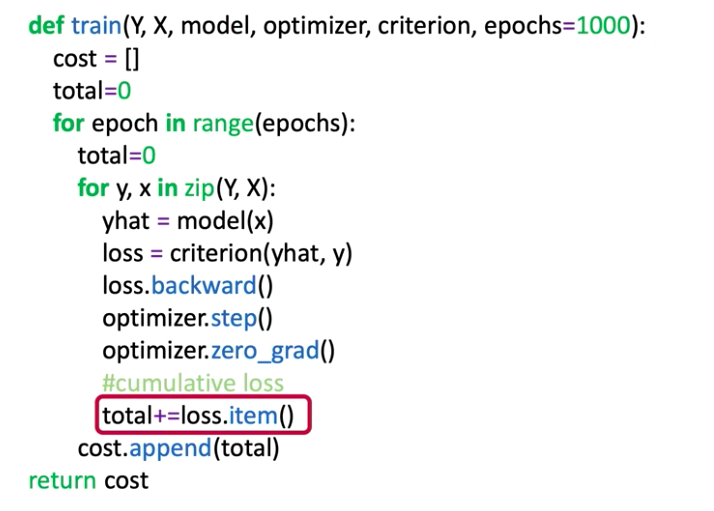 def train(Y, X, model, optimizer, criterion, epochs=1000):
cost = []
total=0
for epoch in range(epochs):
total=0
for y, x in zip(Y, X):
yhat = model(x)
loss = criterion(yhat, y)
loss.backward()
optimizer.step()
optimizer.zero_grad()
#cumulative loss
total+=loss.item()
cost.append(total)
return cost